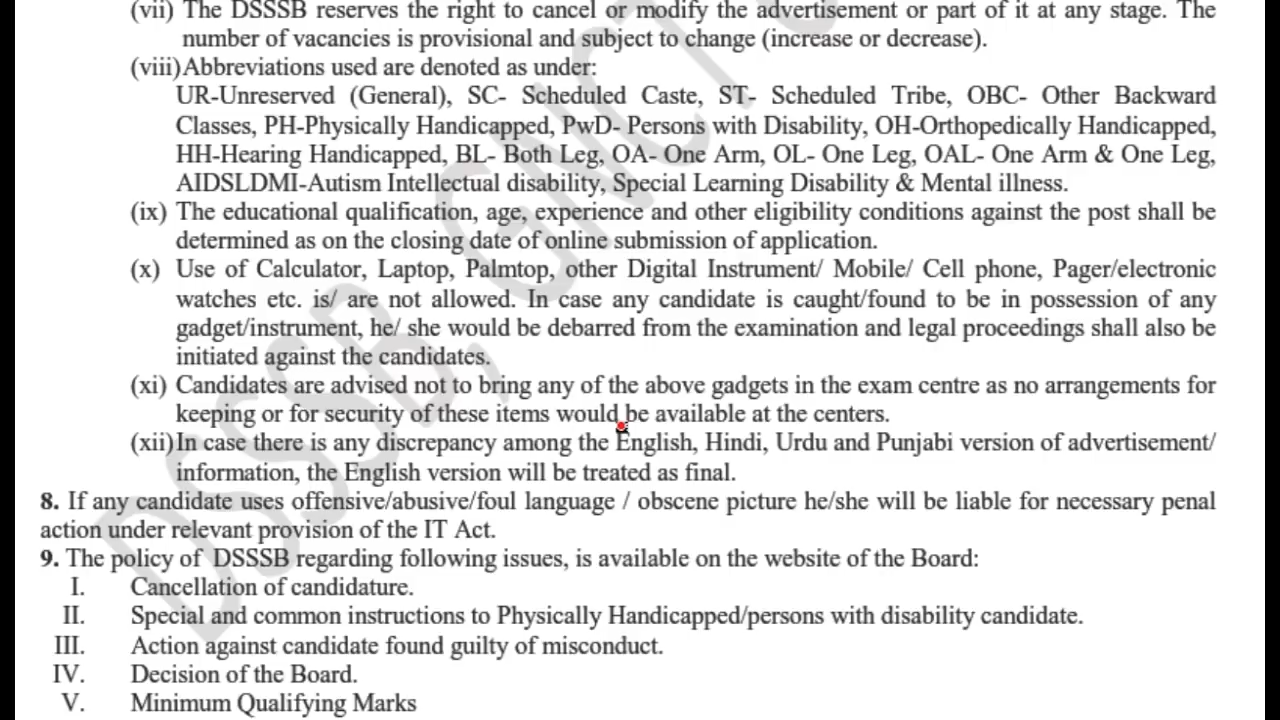 (vii) The DSSSB reserves the right to cancel or modify the advertisement or part of it at any stage. The
number of vacancies is provisional and subject to change (increase or decrease).
(viii)Abbreviations used are denoted as under:
UR-Unreserved (General), SC- Scheduled Caste, ST- Scheduled Tribe, OBC- Other Backward
Classes, PH-Physically Handicapped, PwD- Persons with Disability, OH-Orthopedically Handicapped,
HH-Hearing Handicapped, BL- Both Leg, OA- One Arm, OL- One Leg, OAL- One Arm & One Leg,
AIDSLDMI-Autism Intellectual disability, Special Learning Disability & Mental illness.
(ix) The educational qualification, age, experience and other eligibility conditions against the post shall be
determined as on the closing date of online submission of application.
(x) Use of Calculator, Laptop, Palmtop, other Digital Instrument/ Mobile/ Cell phone, Pager/electronic
watches etc. is/ are not allowed. In case any candidate is caught/found to be in possession of any
gadget/instrument, he/ she would be debarred from the examination and legal proceedings shall also be
initiated against the candidates.
(xi) Candidates are advised not to bring any of the above gadgets in the exam centre as no arrangements for
keeping or for security of these items would be available at the centers.
(xii)In case there is any discrepancy among the English, Hindi, Urdu and Punjabi version of advertisement/
information, the English version will be treated as final.
8. If any candidate uses offensive/abusive/foul language / obscene picture he/she will be liable for necessary penal
action under relevant provision of the IT Act.
9. The policy of DSSSB regarding following issues, is available on the website of the Board:
I. Cancellation of candidature.
II. Special and common instructions to Physically Handicapped/persons with disability candidate.
III. Action against candidate found guilty of misconduct.
IV. Decision of the Board.
V. Minimum Qualifying Marks
DSSSB, GNCT